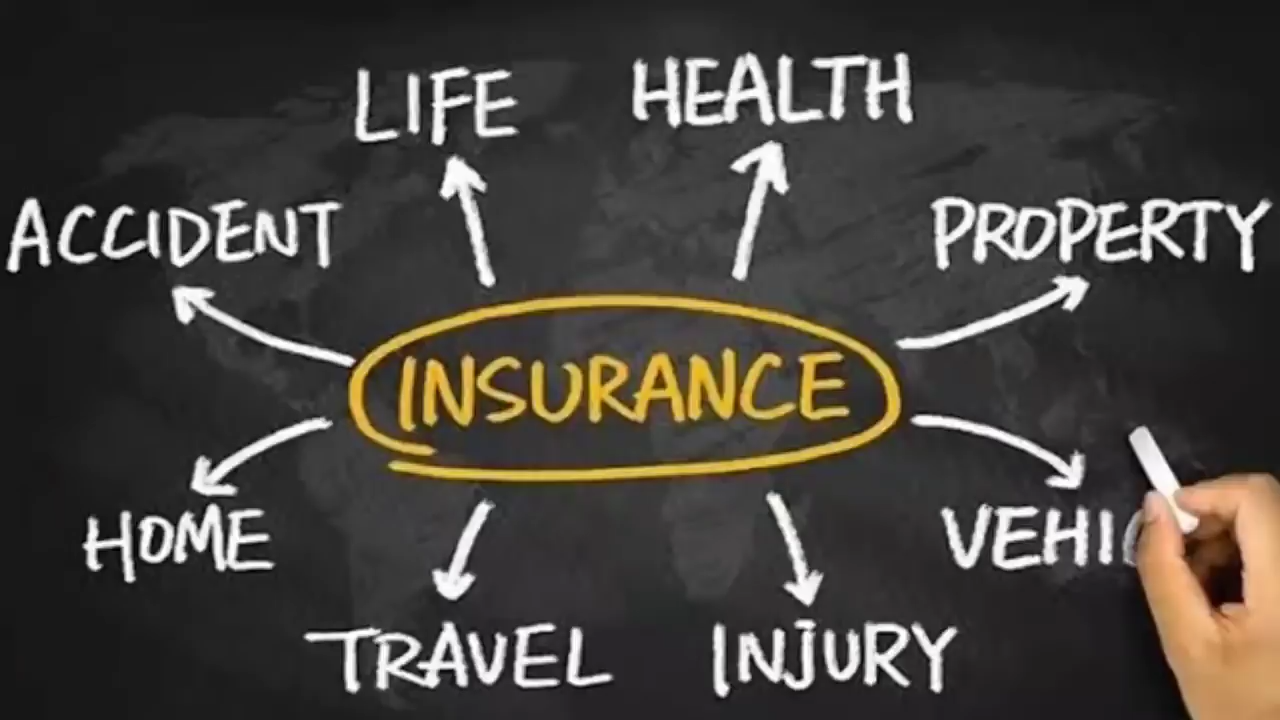 LIFE
HEALTH
ACCIDENT
PROPERTY
INSURANCE
HOME
VEHIC
TRAVEL
INJURY